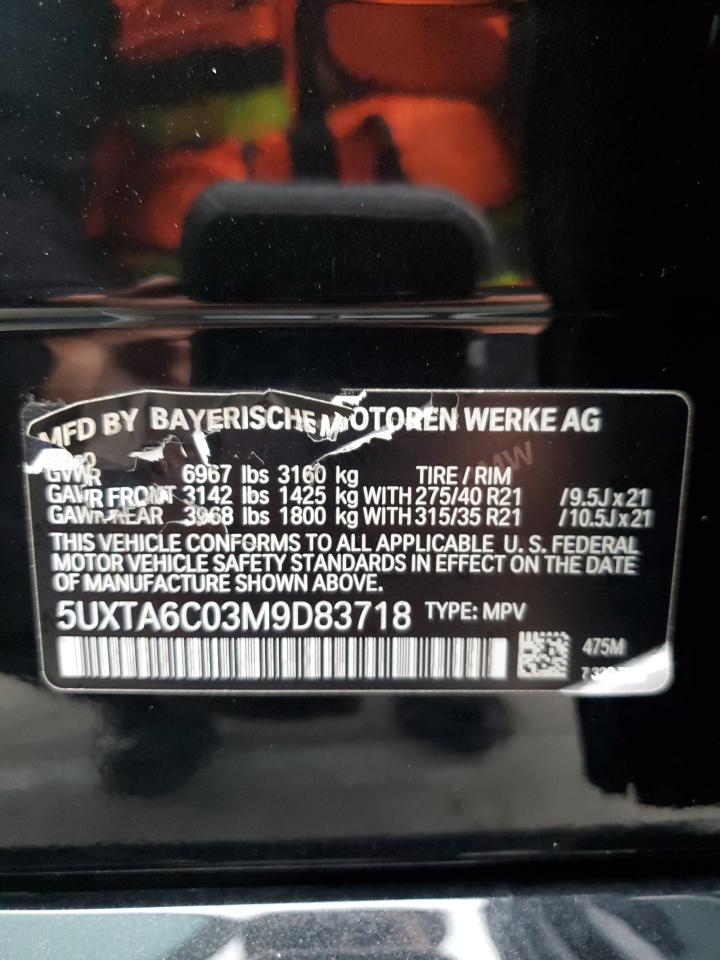 MFD BY BAYERISCHE MOTOREN WERKE AG
GVWR 6967 lbs 3160 kg TIRE / RIM
GAWR FRONT 3142 lbs 1425 kg WITH 275/40 R21 /9.5J x 21
GAWR REAR 3968 lbs 1800 kg WITH 315/35 R21 /10.5J x 21
THIS VEHICLE CONFORMS TO ALL APPLICABLE U. S. FEDERAL
MOTOR VEHICLE SAFETY STANDARDS IN EFFECT ON THE DATE
OF MANUFACTURE SHOWN ABOVE.
5UXTA6C03M9D83718 TYPE: MPV
475M